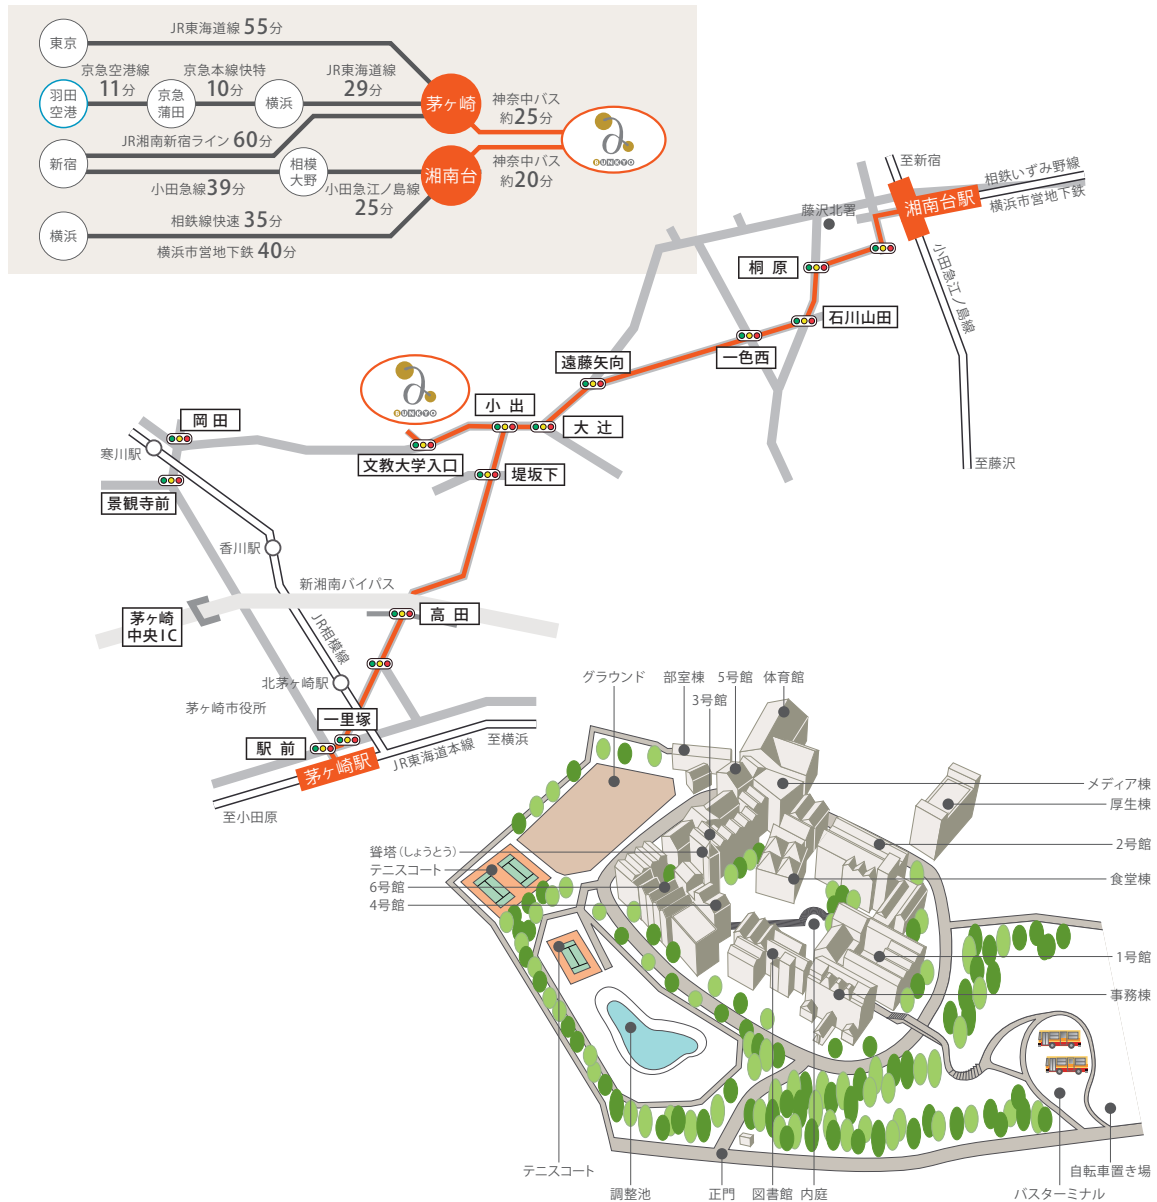 JR東海道線 55分
東京
京急空港線
11分
京急本線快特
10分
JR東海道線
29分
羽田
空港
京急
蒲田
横浜
茅ヶ崎
神奈中バス
約25分
BUNKYO
JR湘南新宿ライン 60分
新宿
相模
大野
湘南台
神奈中バス
約20分
小田急線39分
小田急江ノ島線
25分
相鉄線快速 35分
横浜
横浜市営地下鉄 40分
至新宿
相鉄いずみ野線
湘南台駅
横浜市営地下鉄
藤沢北署
桐原
小田急江ノ島線
石川山田
一色西
遠藤矢向
BUNKYO
小出
大辻
岡田
寒川駅
文教大学入口
堤坂下
至藤沢
景観寺前
香川駅
新湘南バイパス
茅ヶ崎
中央IC
高田
JR相模線
北茅ヶ崎駅
茅ヶ崎市役所
一里塚
駅前
至横浜
JR東海道本線
茅ヶ崎駅
至小田原
グラウンド
部室棟
5号館
体育館
3号館
メディア棟
厚生棟
2号館
聳塔(しょうとう)
テニスコート
食堂棟
6号館
4号館
1号館
事務棟
テニスコート
調整池
正門
図書館
内庭
バスターミナル
自転車置き場